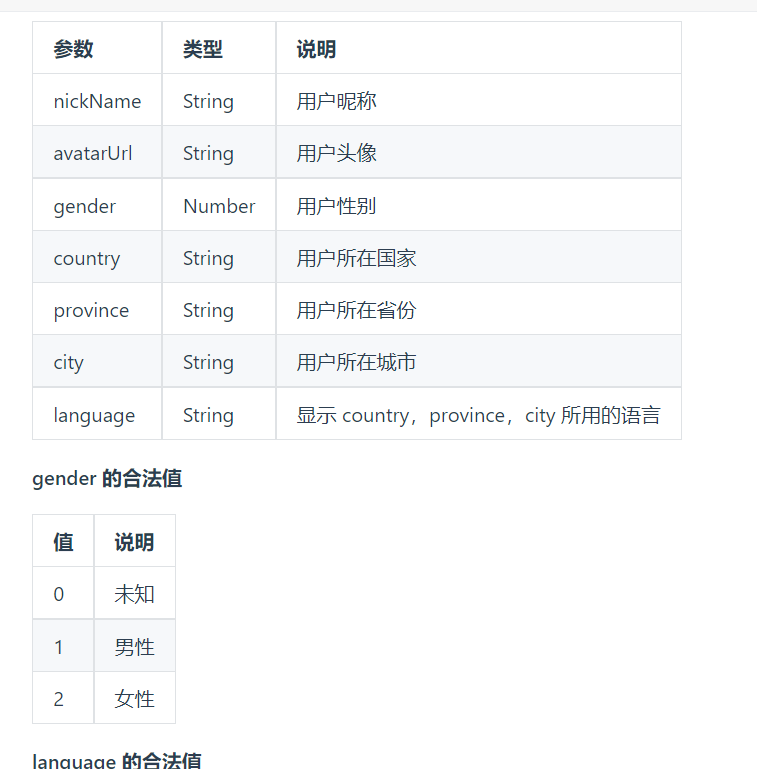 参数 类型 说明
nickName String 用户昵称
avatarUrl String 用户头像
gender Number 用户性别
country String 用户所在国家
province String 用户所在省份
city String 用户所在城市
language String 显示 country，province，city 所用的语言
gender 的合法值
值 说明
0 未知
1 男性
2 女性
language 的合法值